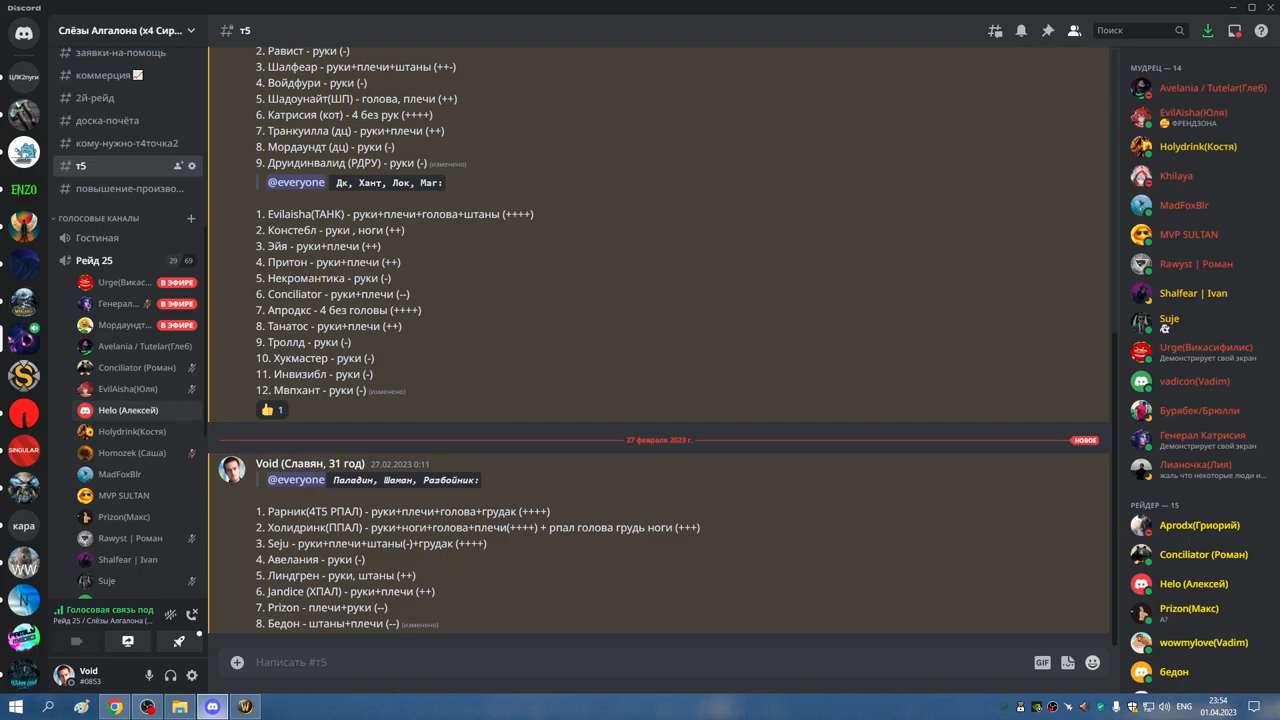 Discord
Слёзы Алгалона (x4 Сир...
т5
Поиск
заявки-на-помощь
коммерция
2й-рейд
доска-почёта
кому-нужно-т4точка2
т5
повышение-произво...
ГОЛОСОВЫЕ КАНАЛЫ
Гостиная
Рейд 25 29 69
Urge(Викас... В ЭФИРЕ
Генерал... В ЭФИРЕ
Мордаундт... В ЭФИРЕ
Avelania / Tutelar(Глеб)
Conciliator (Роман)
EvilAisha(Юля)
Helo (Алексей)
Holydrink(Костя)
Homozek (Саша)
MadFoxBlr
MVP SULTAN
Prizon(Макс)
Rawyst | Роман
Shalfear | Ivan
Suje
Голосовая связь под
Рейд 25 / Слёзы Алгалона (...
Void
#0853
ЦЛК2пуги
ENZO
SINGULAR
кара
2. Равист - руки (-)
3. Шалфеар - руки+плечи+штаны (++-)
4. Войдфури - руки (-)
5. Шадоунайт(ШП) - голова, плечи (++)
6. Катрисия (кот) - 4 без рук (++++)
7. Транкуилла (дц) - руки+плечи (++)
8. Мордаундт (дц) - руки (-)
9. Друидинвалид (РДРУ) - руки (-) (изменено)
@everyone Дк, Хант, Лок, Маг:
1. Evilaisha(ТАНК) - руки+плечи+голова+штаны (++++)
2. Констебл - руки , ноги (++)
3. Эйя - руки+плечи (++)
4. Притон - руки+плечи (++)
5. Некромантика - руки (-)
6. Conciliator - руки+плечи (--)
7. Апродкс - 4 без головы (++++)
8. Танатос - руки+плечи (++)
9. Троллд - руки (-)
10. Хукмастер - руки (-)
11. Инвизибл - руки (-)
12. Мвпхант - руки (-) (изменено)
1
27 февраля 2023 г.
НОВОЕ
Void (Славян, 31 год) 27.02.2023 0:11
@everyone Паладин, Шаман, Разбойник:
1. Рарник(4Т5 РПАЛ) - руки+плечи+голова+грудак (++++)
2. Холидринк(ППАЛ) - руки+ноги+голова+плечи(++++) + рпал голова грудь ноги (+++)
3. Seju - руки+плечи+штаны(-)+грудак (++++)
4. Авелания - руки (-)
5. Линдгрен - руки, штаны (++)
6. Jandice (ХПАЛ) - руки+плечи (++)
7. Prizon - плечи+руки (--)
8. Бедон - штаны+плечи (--) (изменено)
Написать #т5
GIF
МУДРЕЦ — 14
Avelania / Tutelar(Глеб)
EvilAisha(Юля)
ФРЕНДЗОНА
Holydrink(Костя)
Khilaya
MadFoxBlr
MVP SULTAN
Rawyst | Роман
Shalfear | Ivan
Suje
Urge(Викасифилис)
Демонстрирует свой экран
vadicon(Vadim)
Бурябек/Брюлли
Генерал Катрисия
Демонстрирует свой экран
Лианочка(Лия)
жаль что некоторые люди и...
РЕЙДЕР — 15
Aprodx(Гриорий)
Conciliator (Роман)
Helo (Алексей)
Prizon(Макс)
А?
wowmylove(Vadim)
бедон
ENG
23:54
01.04.2023